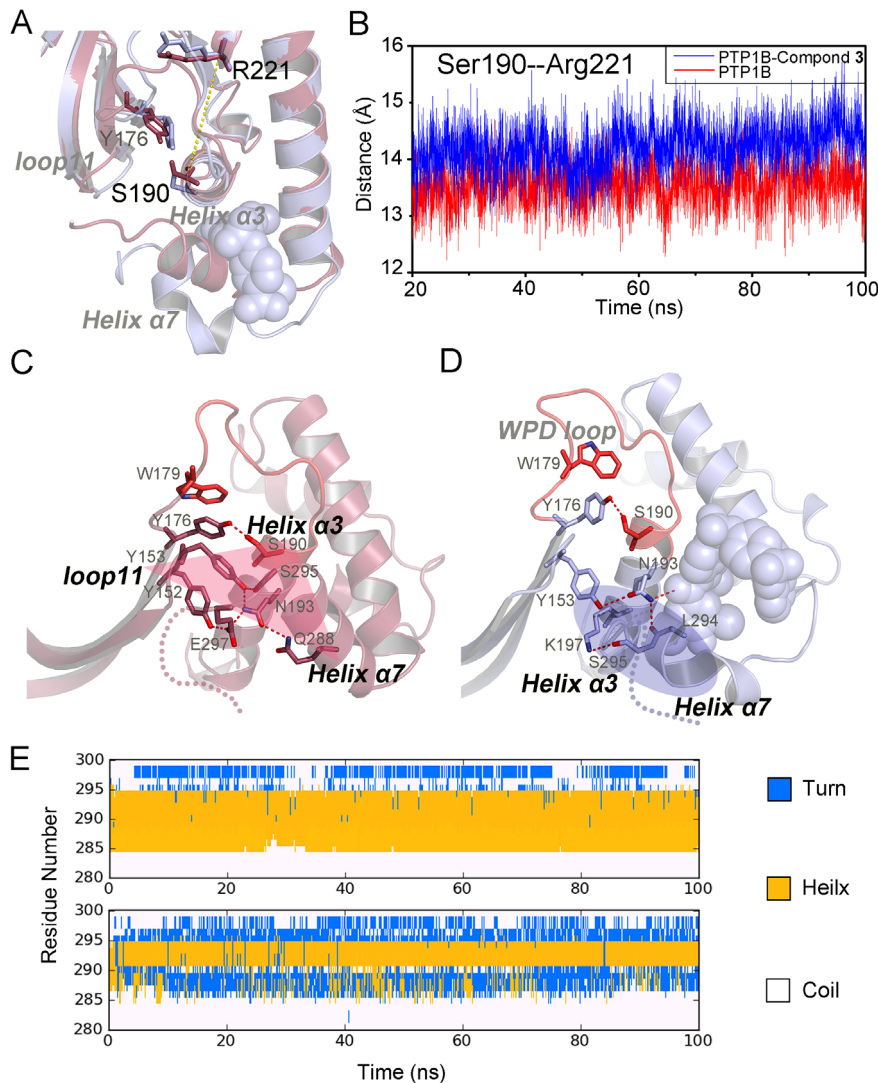 A
R221
Y176
loop11
S190
Helix α3
Helix α7
B
Ser190--Arg221
PTP1B-Compond 3
PTP1B
Distance (Å)
16
15
14
13
12
20
40
60
80
100
Time (ns)
C
W179
Y176
Helix α3
S190
Y153
loop11
S295
Y152
N193
E297
Q288
Helix α7
D
WPD loop
W179
Y176
S190
N193
Y153
L294
K197
S295
Helix α3
Helix α7
E
Residue Number
300
295
290
285
280
0
20
40
60
80
100
300
295
290
285
280
0
20
40
60
80
100
Time (ns)
Turn
Heilx
Coil